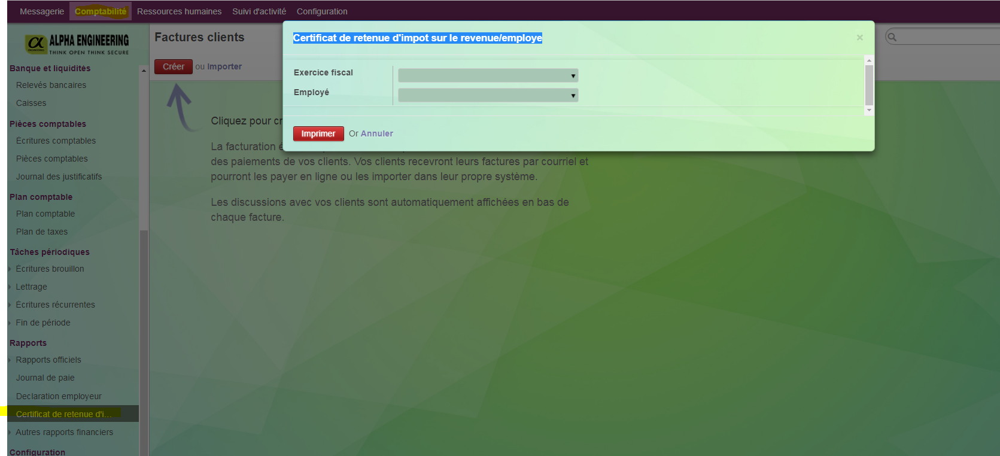 Messagerie Comptabilité Ressources humaines Suivi d'activité Configuration
ALPHA ENGINEERING
THINK OPEN THINK SECURE
Banque et liquidités
Relevés bancaires
Caisses
Pièces comptables
Écritures comptables
Pièces comptables
Journal des justificatifs
Plan comptable
Plan comptable
Plan de taxes
Tâches périodiques
Écritures brouillon
Lettrage
Écritures récurrentes
Fin de période
Rapports
Rapports officiels
Journal de paie
Declaration employeur
Certificat de retenue d'i...
Autres rapports financiers
Configuration
Factures clients
Créer ou Importer
Certificat de retenue d'impot sur le revenue/employe
×
Exercice fiscal
Employé
Imprimer Or Annuler
Cliquez pour cr
La facturation
des paiements de vos clients. Vos clients recevront leurs factures par courriel et
pourront les payer en ligne ou les importer dans leur propre système.
Les discussions avec vos clients sont automatiquement affichées en bas de
chaque facture.